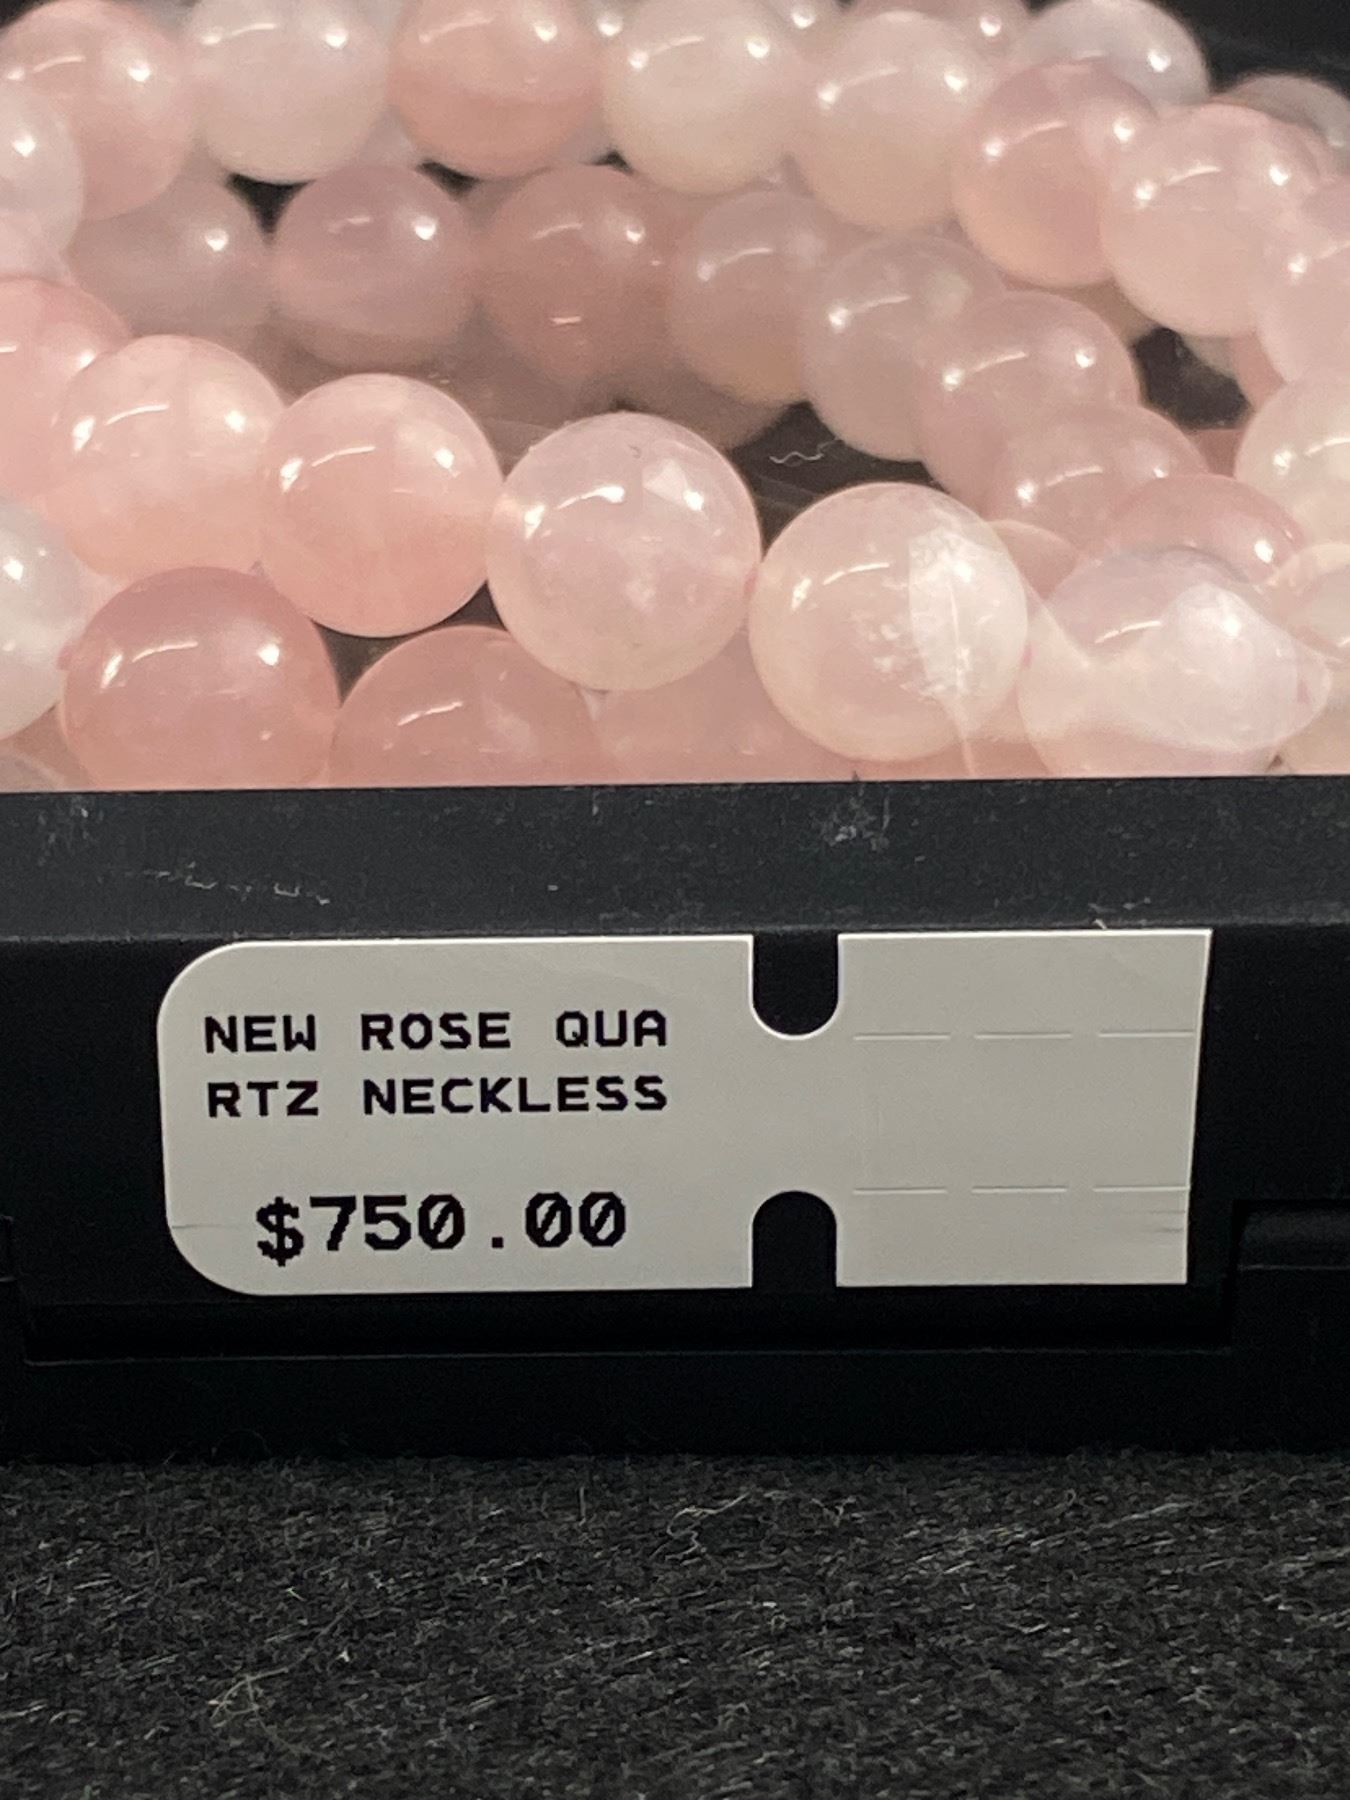 NEW ROSE QUA
RTZ NECKLESS
$750.00